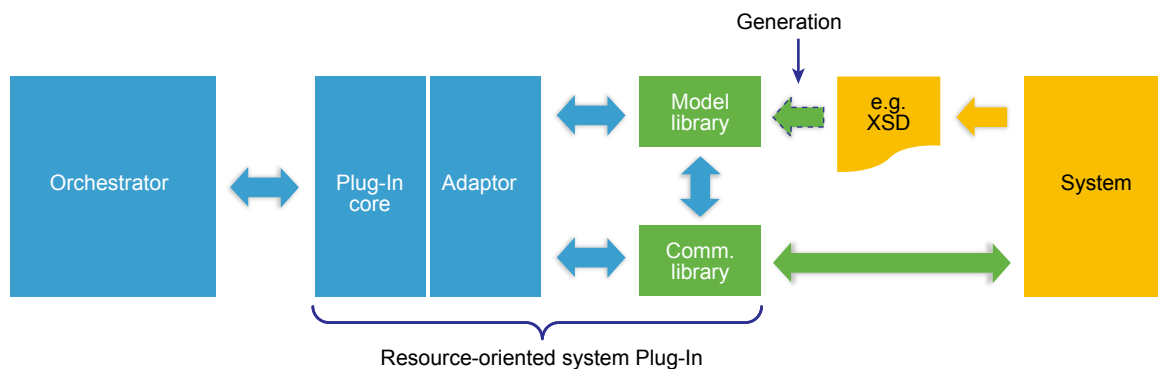 Generation
Orchestrator
Plug-In
core
Adaptor
Model
library
e.g.
XSD
System
Comm.
library
Resource-oriented system Plug-In